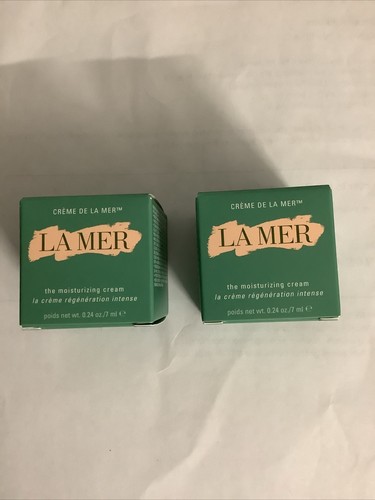 CRÈME DE LA MER™
LA MER
the moisturizing cream
la crème régénération intense
poids net wt. 0.24 oz./7 ml ℮
CRÈME DE LA MER™
LA MER
the moisturizing cream
la crème régénération intense
poids net wt. 0.24 oz./7 ml ℮